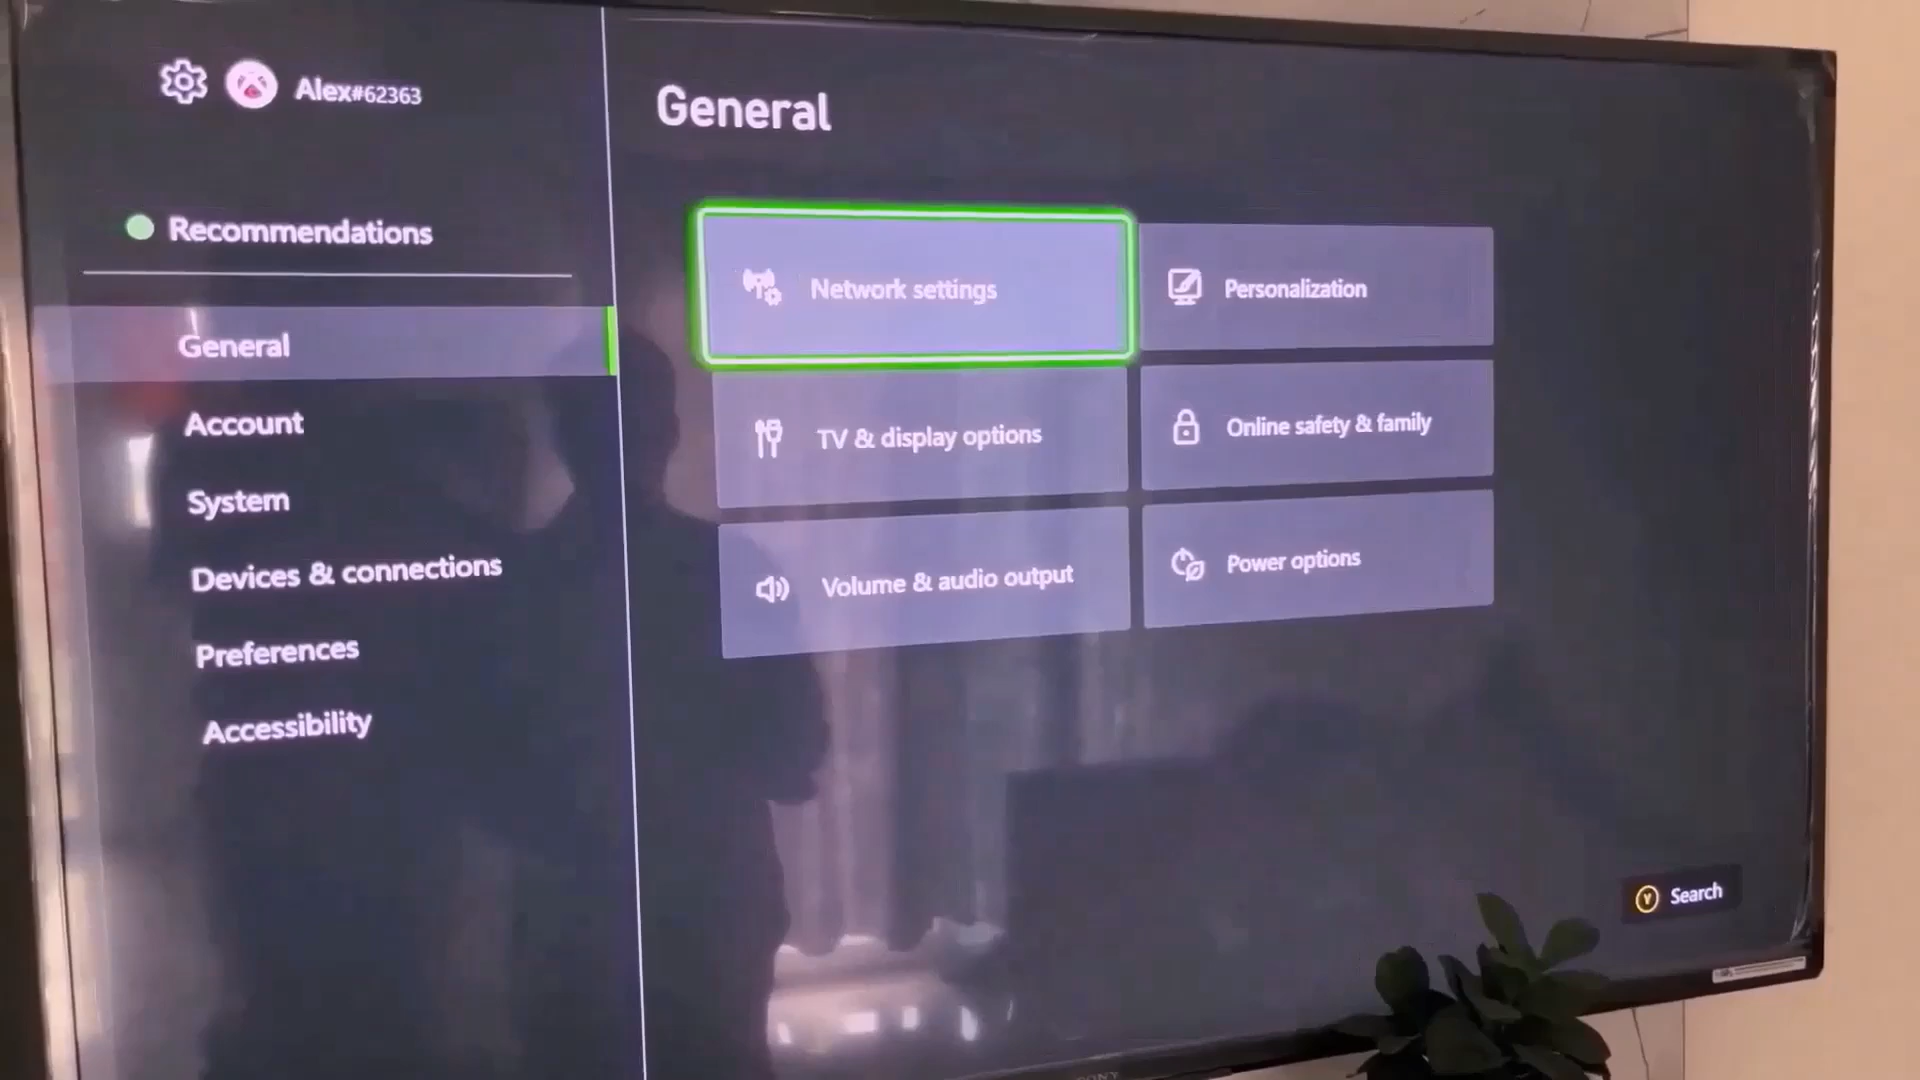 Alex#62363
Recommendations
General
Account
System
Devices & connections
Preferences
Accessibility
General
Network settings
Personalization
TV & display options
Online safety & family
Volume & audio output
Power options
Y Search
SONY